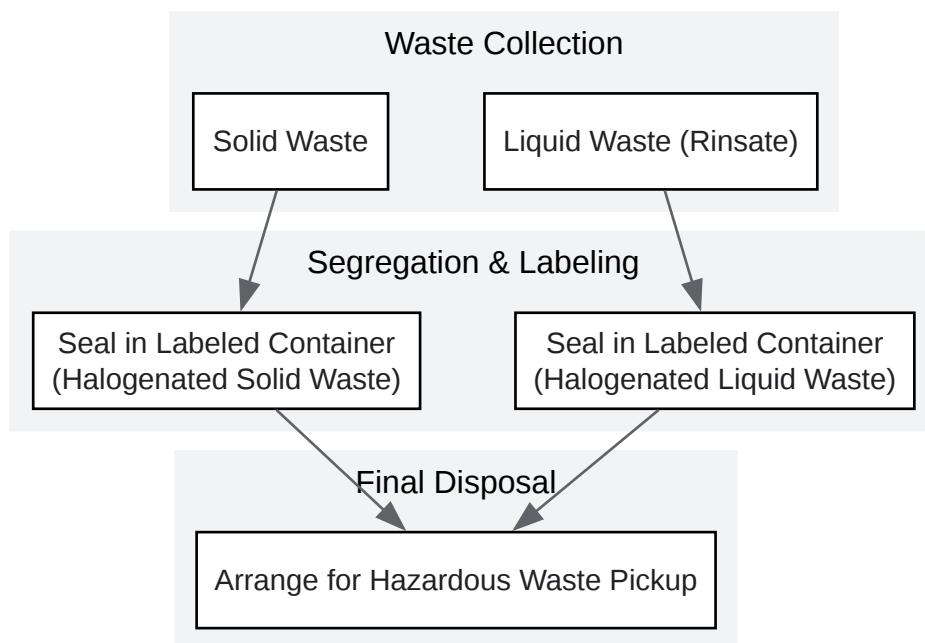 Waste Collection
Solid Waste
Liquid Waste (Rinsate)
Segregation & Labeling
Seal in Labeled Container
(Halogenated Solid Waste)
Seal in Labeled Container
(Halogenated Liquid Waste)
Final Disposal
Arrange for Hazardous Waste Pickup